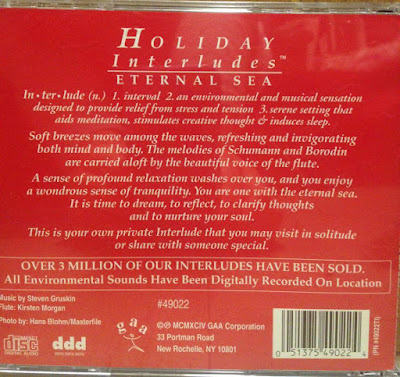 HOLIDAY
Interludes™
ETERNAL SEA
In•ter•lude (n.) 1. interval 2. an environmental and musical sensation
designed to provide relief from stress and tension 3. serene setting that
aids meditation, stimulates creative thought & induces sleep.
Soft breezes move among the waves, refreshing and invigorating
both mind and body. The melodies of Schumann and Borodin
are carried aloft by the beautiful voice of the flute.
A sense of profound relaxation washes over you, and you enjoy
a wondrous sense of tranquility. You are one with the eternal sea.
It is time to dream, to reflect, to clarify thoughts
and to nurture your soul.
This is your own private Interlude that you may visit in solitude
or share with someone special.
OVER 3 MILLION OF OUR INTERLUDES HAVE BEEN SOLD.
All Environmental Sounds Have Been Digitally Recorded On Location
Music by Steven Gruskin
Flute: Kirsten Morgan
Photo by: Hans Blohm/Masterfile
COMPACT
disc
DIGITAL AUDIO
ddd
gaa
#49022
©℗ MCMXCIV GAA Corporation
33 Portman Road
New Rochelle, NY 10801
0 51375 49022 4
(PN #49022TI)